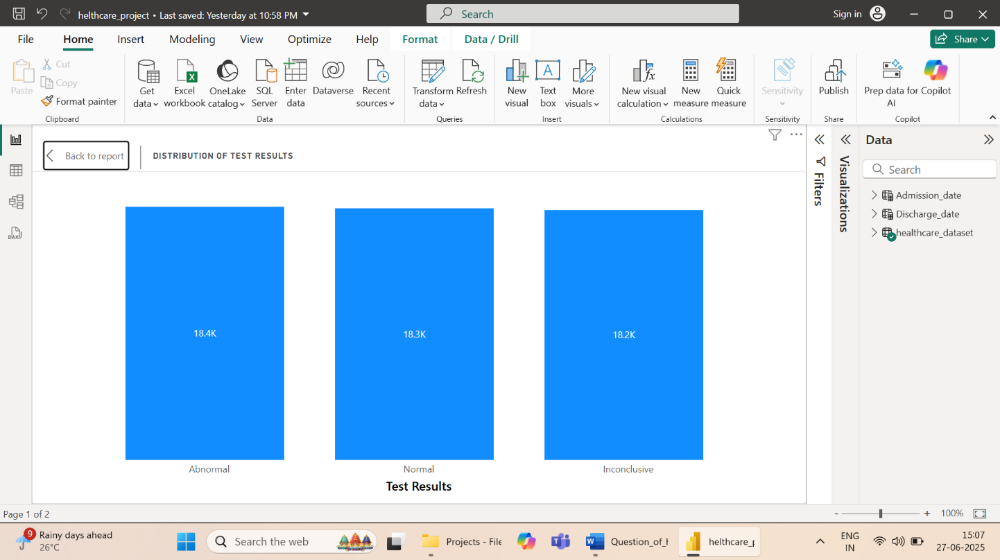 helthcare_project • Last saved: Yesterday at 10:58 PM
Search
Sign in
File Home Insert Modeling View Optimize Help Format Data / Drill Share
Paste
Cut
Copy
Format painter
Clipboard
Get data
Excel workbook
OneLake catalog
SQL Server
Enter data
Dataverse
Recent sources
Data
Transform data
Refresh
Queries
New visual
Text box
More visuals
Insert
New visual calculation
New measure
Quick measure
Calculations
Sensitivity
Sensitivity
Publish
Share
Prep data for AI
Copilot
Copilot
Back to report
DISTRIBUTION OF TEST RESULTS
18.4K
18.3K
18.2K
Abnormal
Normal
Inconclusive
Test Results
Filters
Visualizations
Data
Search
Admission_date
Discharge_date
healthcare_dataset
DAX
Page 1 of 2
- + 100%
9
Rainy days ahead
26°C
Search the web
Projects - File
Question_of_h
helthcare_p
ENG
IN
15:07
27-06-2025